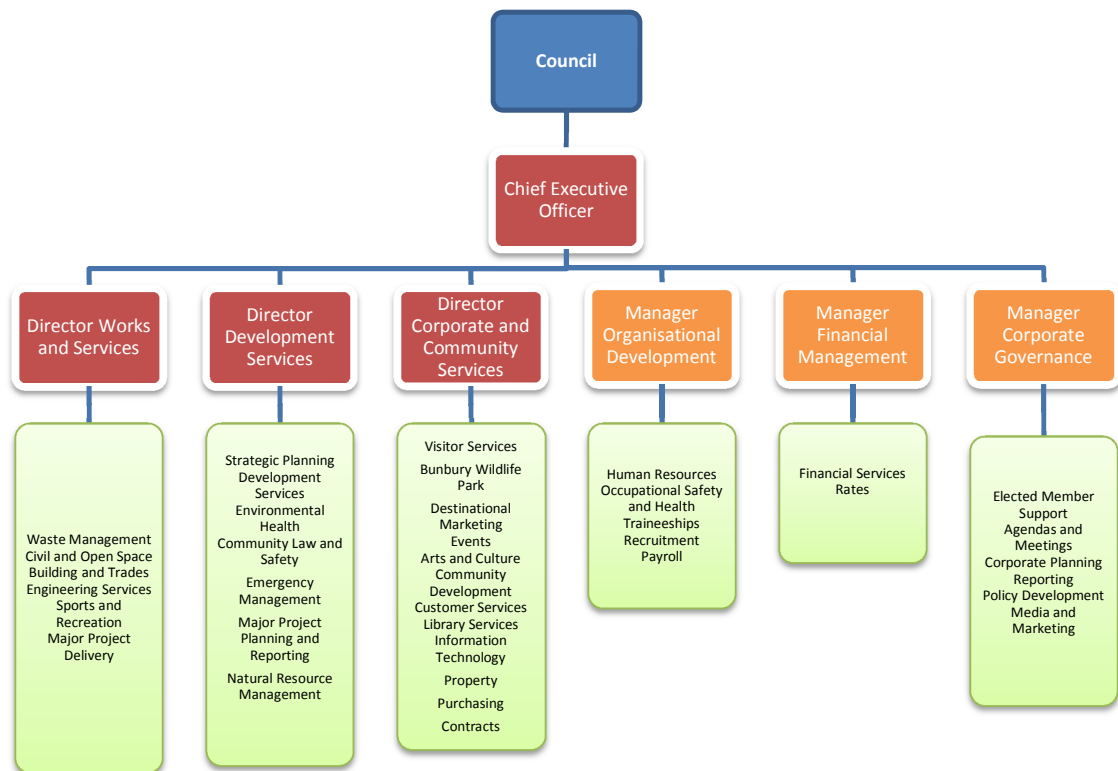 Council
Chief Executive
Officer
Director Works
and Services
Director
Development
Services
Director
Corporate and
Community
Services
Manager
Organisational
Development
Manager
Financial
Management
Manager
Corporate
Governance
Waste Management
Civil and Open Space
Building and Trades
Engineering Services
Sports and
Recreation
Major Project
Delivery
Strategic Planning
Development
Services
Environmental
Health
Community Law and
Safety
Emergency
Management
Major Project
Planning and
Reporting
Natural Resource
Management
Visitor Services
Bunbury Wildlife
Park
Destinational
Marketing
Events
Arts and Culture
Community
Development
Customer Services
Library Services
Information
Technology
Property
Purchasing
Contracts
Human Resources
Occupational Safety
and Health
Traineeships
Recruitment
Payroll
Financial Services
Rates
Elected Member
Support
Agendas and
Meetings
Corporate Planning
Reporting
Policy Development
Media and
Marketing